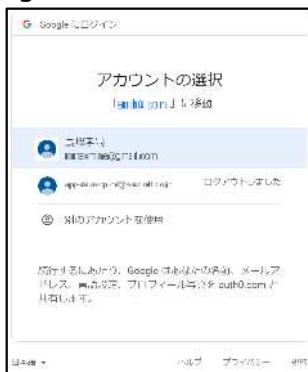 Google にログイン
アカウントの選択
「auth0.com」に移動
@gmail.com
ログアウトしました
別のアカウントを使用
続行するにあたり、Google はあなたの名前、メールア
ドレス、言語設定、プロフィール写真を auth0.com と
共有します。
日本語
ヘルプ プライバシー 規約